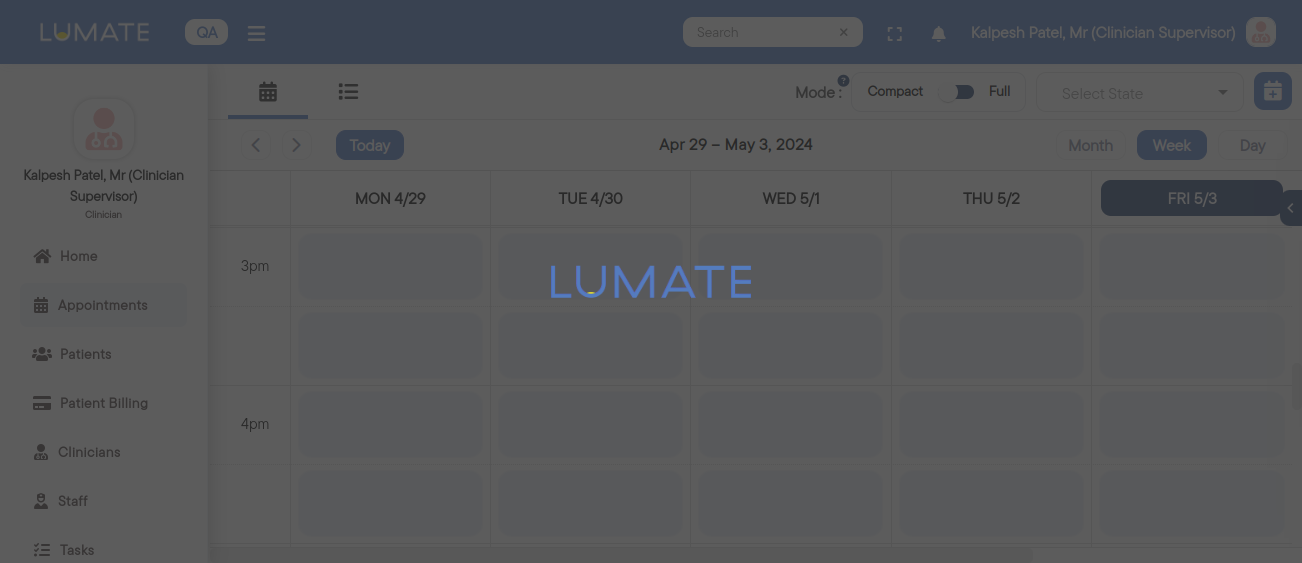 LUMATE QA Search Kalpesh Patel, Mr (Clinician Supervisor)
Mode : ? Compact Full Select State
Today Apr 29 – May 3, 2024 Month Week Day
Kalpesh Patel, Mr (Clinician
Supervisor)
Clinician
Home
Appointments
Patients
Patient Billing
Clinicians
Staff
Tasks
MON 4/29 TUE 4/30 WED 5/1 THU 5/2 FRI 5/3
3pm
LUMATE
4pm